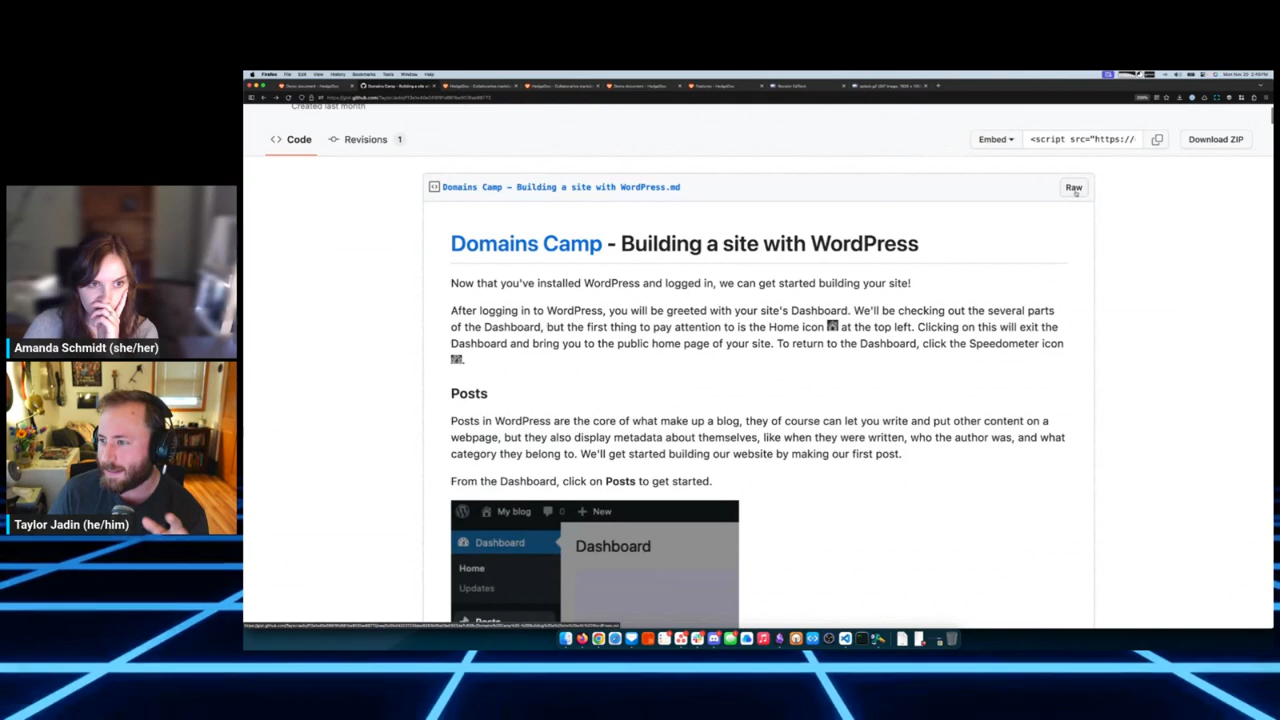 Firefox File Edit View History Bookmarks Tools Window Help
Created last month
Code
Revisions 1
Embed
<script src="https://
Download ZIP
Domains Camp – Building a site with WordPress.md
Raw
Domains Camp - Building a site with WordPress
Now that you've installed WordPress and logged in, we can get started building your site!
After logging in to WordPress, you will be greeted with your site's Dashboard. We'll be checking out the several parts
of the Dashboard, but the first thing to pay attention to is the Home icon at the top left. Clicking on this will exit the
Dashboard and bring you to the public home page of your site. To return to the Dashboard, click the Speedometer icon
.
Posts
Posts in WordPress are the core of what make up a blog, they of course can let you write and put other content on a
webpage, but they also display metadata about themselves, like when they were written, who the author was, and what
category they belong to. We'll get started building our website by making our first post.
From the Dashboard, click on Posts to get started.
My blog 0 + New
Dashboard
Dashboard
Home
Updates
Posts
Amanda Schmidt (she/her)
Taylor Jadin (he/him)